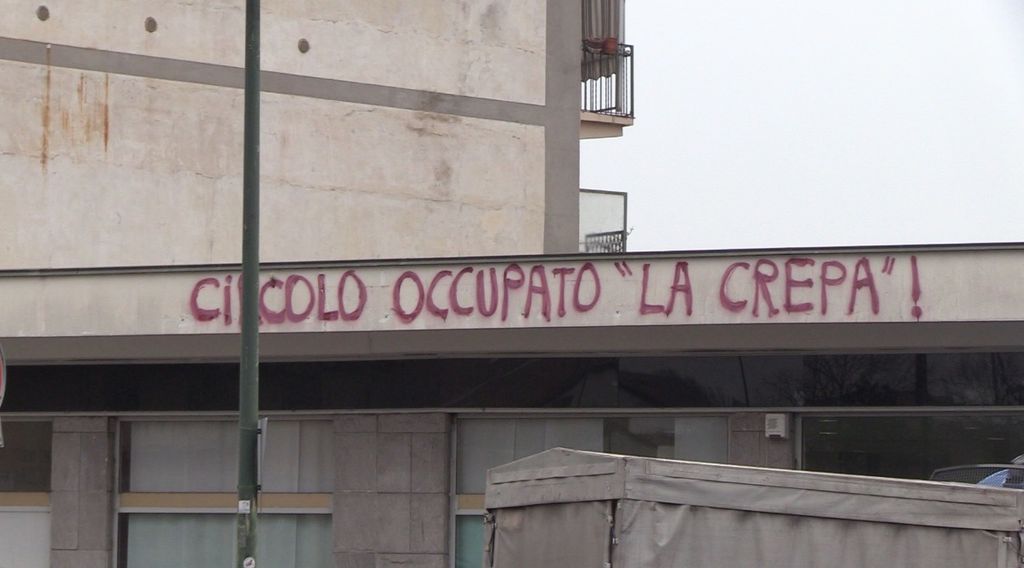 CiRCOLO OCCUPATO "LA CREPA"!